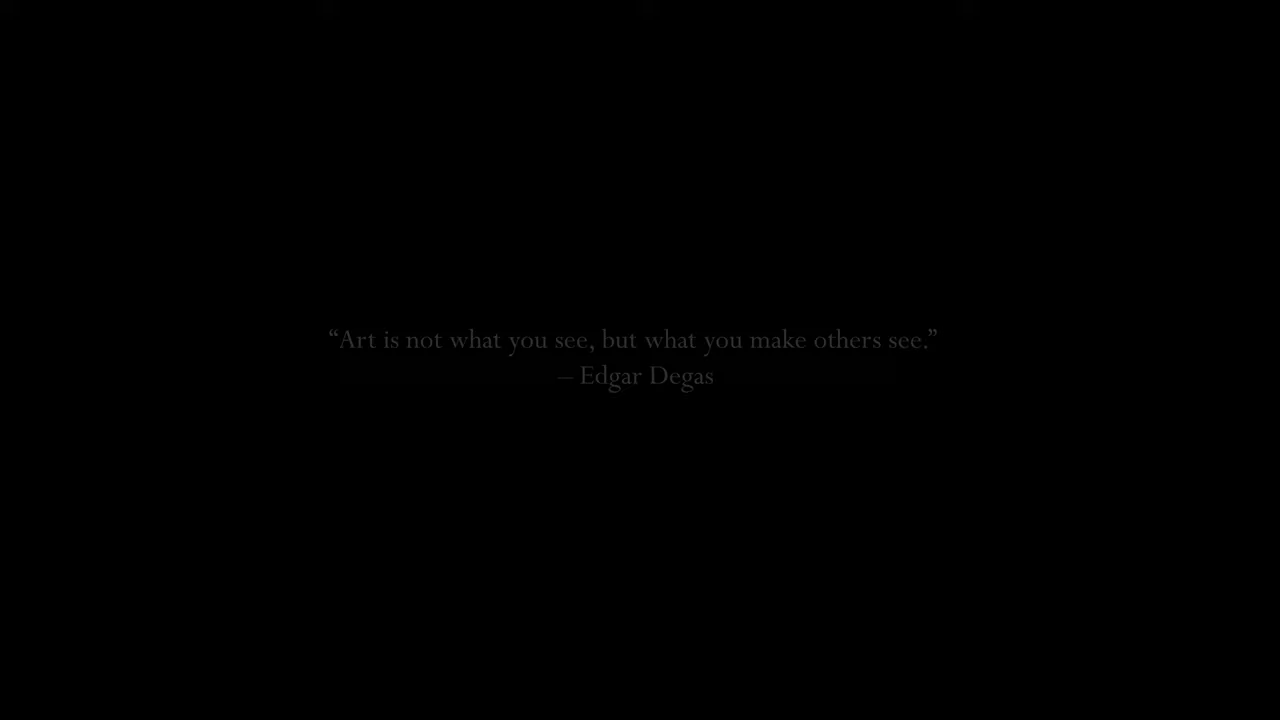 “Art is not what you see, but what you make others see.”
– Edgar Degas